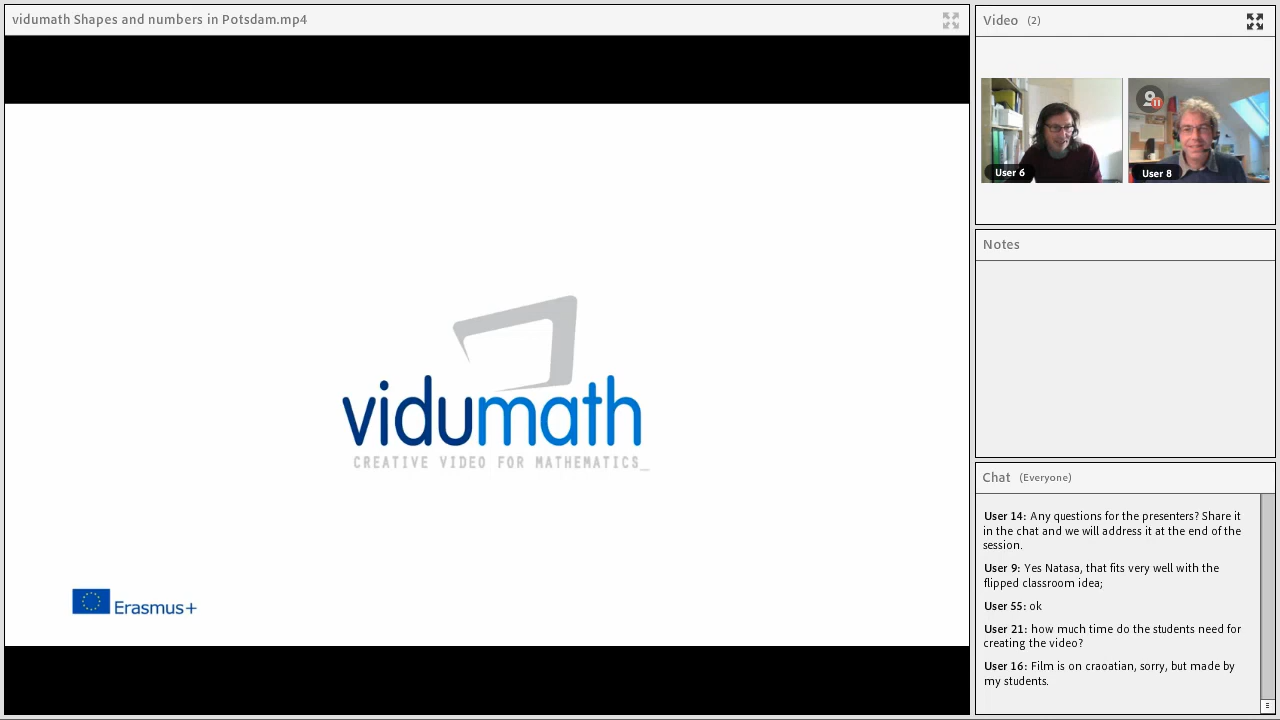 vidumath Shapes and numbers in Potsdam.mp4
vidumath
CREATIVE VIDEO FOR MATHEMATICS_
Erasmus+
Video (2)
User 6
User 8
Notes
Chat (Everyone)
User 14: Any questions for the presenters? Share it
in the chat and we will address it at the end of the
session.
User 9: Yes Natasa, that fits very well with the
flipped classroom idea;
User 55: ok
User 21: how much time do the students need for
creating the video?
User 16: Film is on craoatian, sorry, but made by
my students.